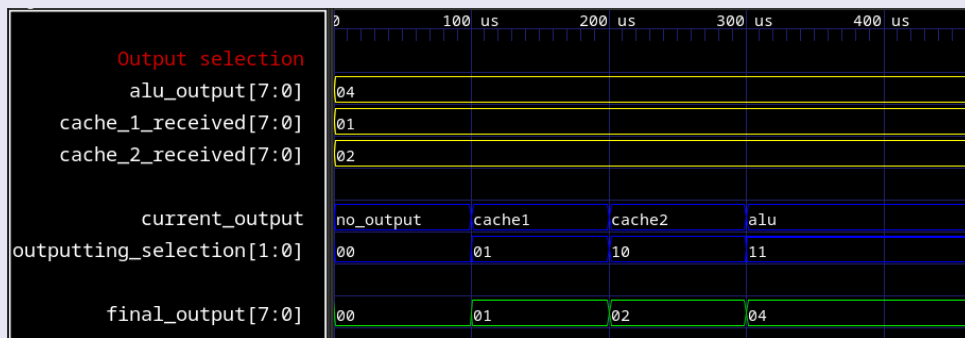 0 100 us 200 us 300 us 400 us
Output selection
alu_output[7:0] 04
cache_1_received[7:0] 01
cache_2_received[7:0] 02
current_output no_output cache1 cache2 alu
outputting_selection[1:0] 00 01 10 11
final_output[7:0] 00 01 02 04